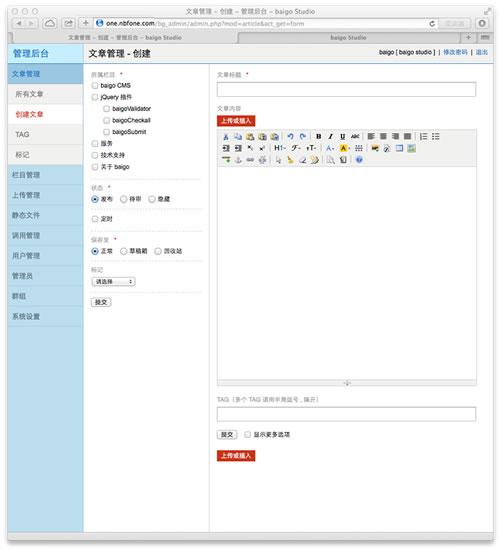 文章管理 – 创建 – 管理后台 – baigo Studio
one.nbfone.com/bg_admin/admin.php?mod=article&act_get=form
阅读器
文章管理 – 创建 – 管理后台 – baigo Studio
baigo Studio
管理后台
文章管理 - 创建
baigo [ baigo studio ] | 修改密码 | 退出
文章管理
所有文章
创建文章
TAG
标记
栏目管理
上传管理
静态文件
调用管理
用户管理
管理员
群组
系统设置
所属栏目 *
baigo CMS
jQuery 插件
baigoValidator
baigoCheckall
baigoSubmit
服务
技术支持
关于 baigo
状态 *
发布 待审 隐藏
定时
保存至 *
正常 草稿箱 回收站
标记
请选择
提交
文章标题 *
文章内容
上传或插入
B I U ABC
H1
TAG（多个 TAG 请用半角逗号 , 隔开）
提交 显示更多选项
上传或插入